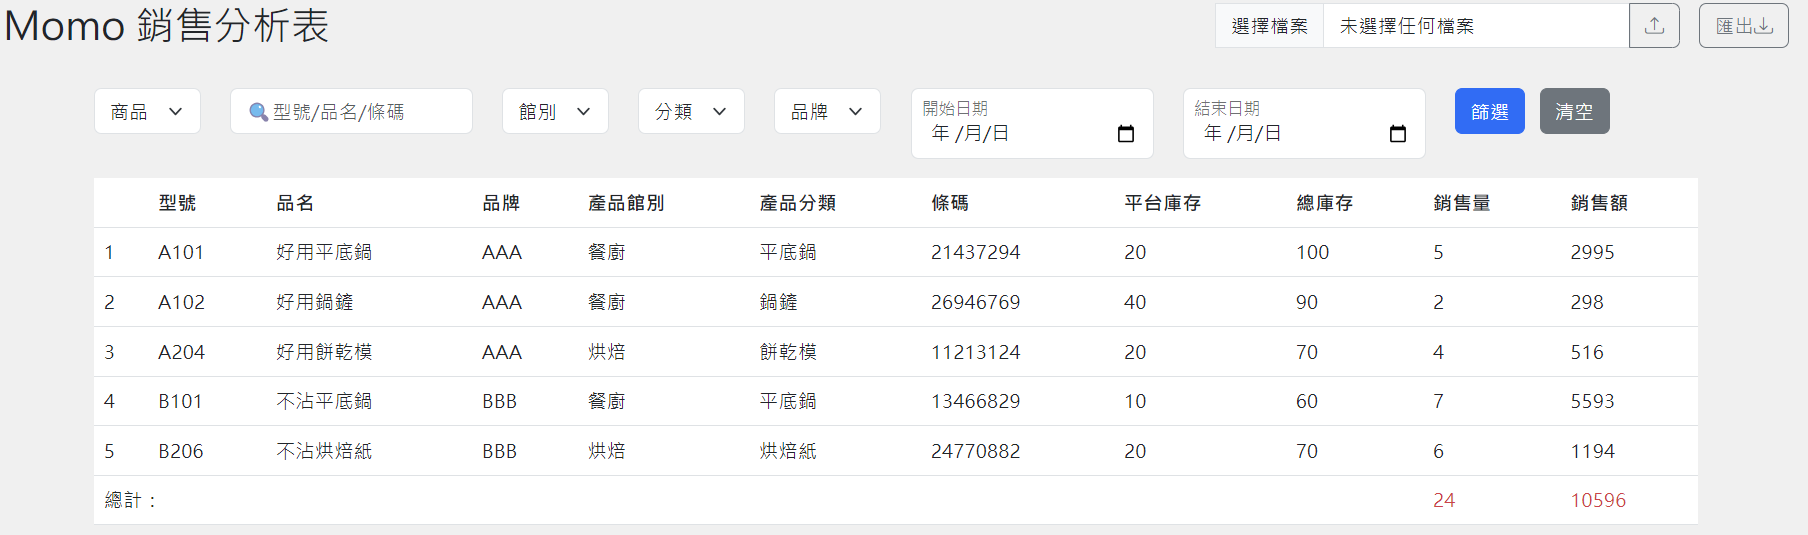 Momo 銷售分析表
選擇檔案 未選擇任何檔案 匯出
商品 型號/品名/條碼 館別 分類 品牌 開始日期 年 /月/日 結束日期 年 /月/日 篩選 清空
型號 品名 品牌 產品館別 產品分類 條碼 平台庫存 總庫存 銷售量 銷售額
1 A101 好用平底鍋 AAA 餐廚 平底鍋 21437294 20 100 5 2995
2 A102 好用鍋鏟 AAA 餐廚 鍋鏟 26946769 40 90 2 298
3 A204 好用餅乾模 AAA 烘焙 餅乾模 11213124 20 70 4 516
4 B101 不沾平底鍋 BBB 餐廚 平底鍋 13466829 10 60 7 5593
5 B206 不沾烘焙紙 BBB 烘焙 烘焙紙 24770882 20 70 6 1194
總計： 24 10596